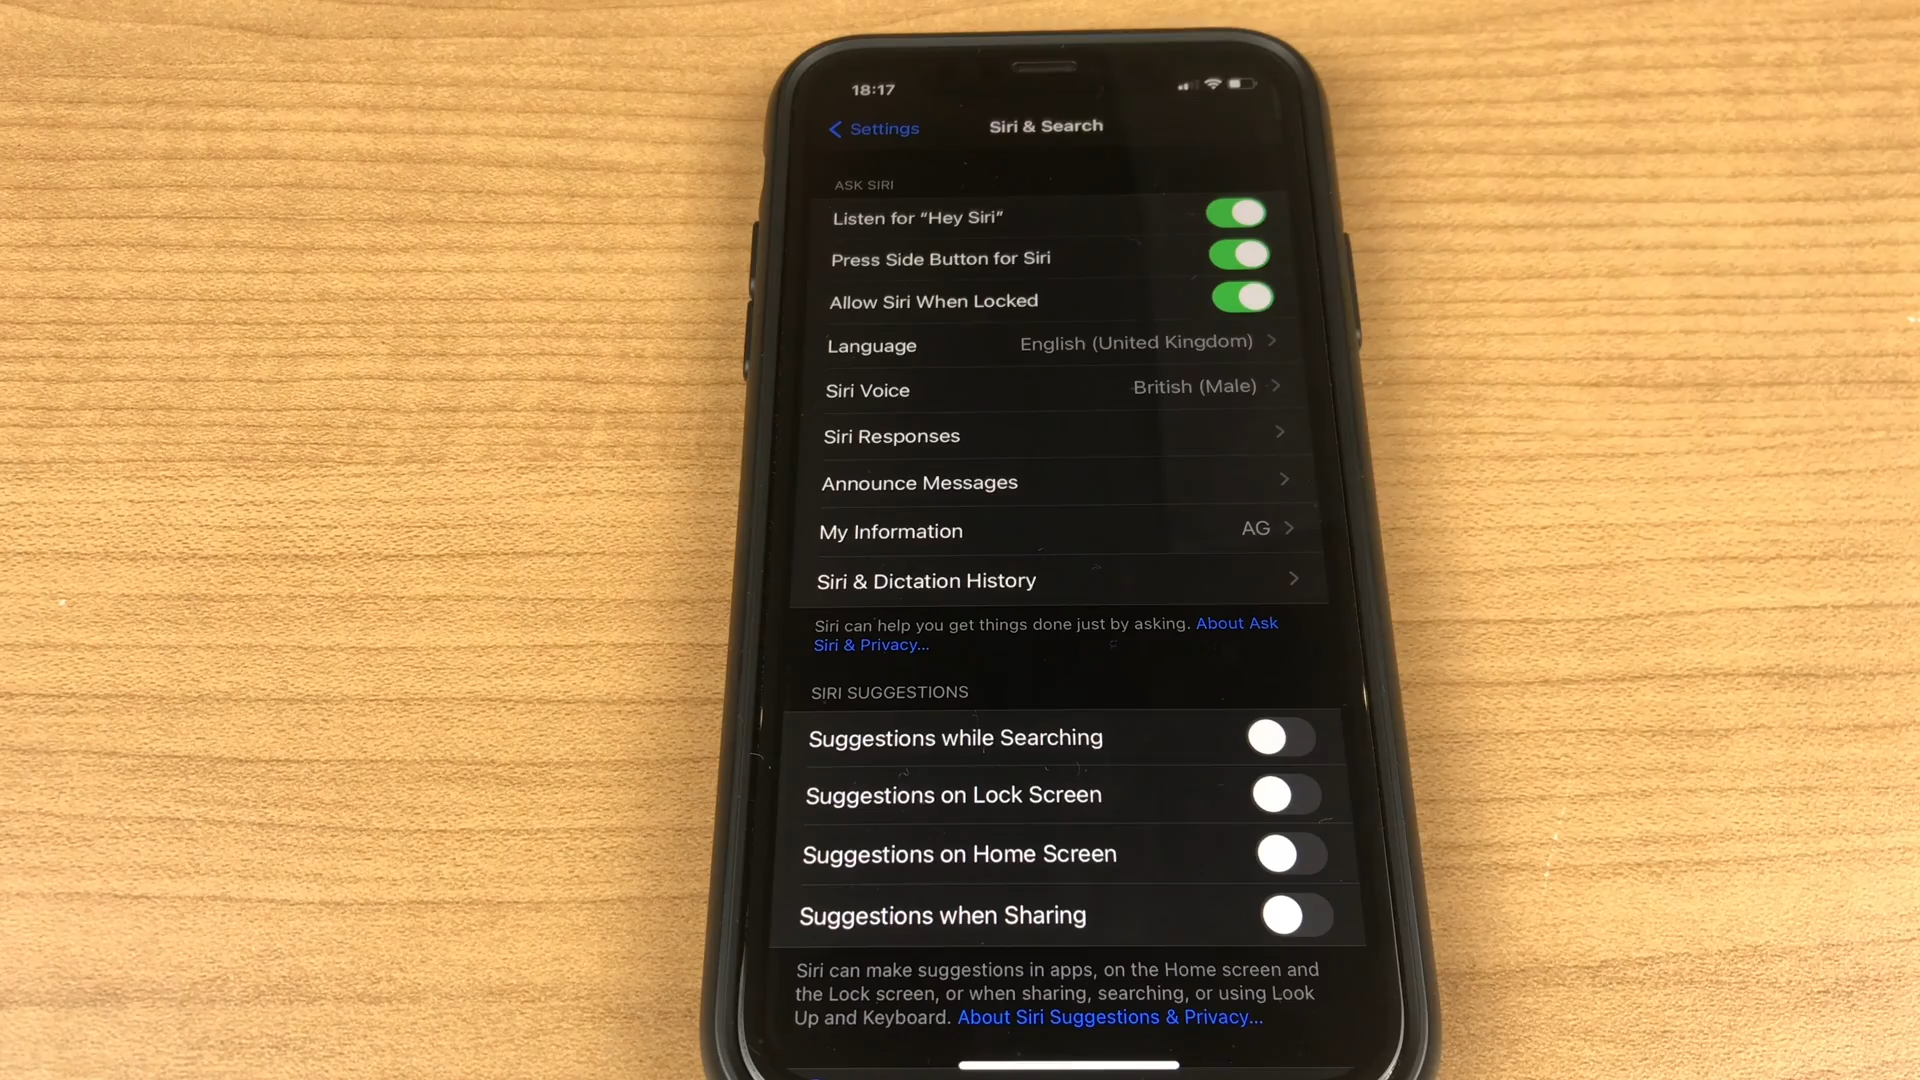 18:17
Settings
Siri & Search
ASK SIRI
Listen for “Hey Siri”
Press Side Button for Siri
Allow Siri When Locked
Language English (United Kingdom)
Siri Voice British (Male)
Siri Responses
Announce Messages
My Information AG
Siri & Dictation History
Siri can help you get things done just by asking. About Ask
Siri & Privacy...
SIRI SUGGESTIONS
Suggestions while Searching
Suggestions on Lock Screen
Suggestions on Home Screen
Suggestions when Sharing
Siri can make suggestions in apps, on the Home screen and
the Lock screen, or when sharing, searching, or using Look
Up and Keyboard. About Siri Suggestions & Privacy...